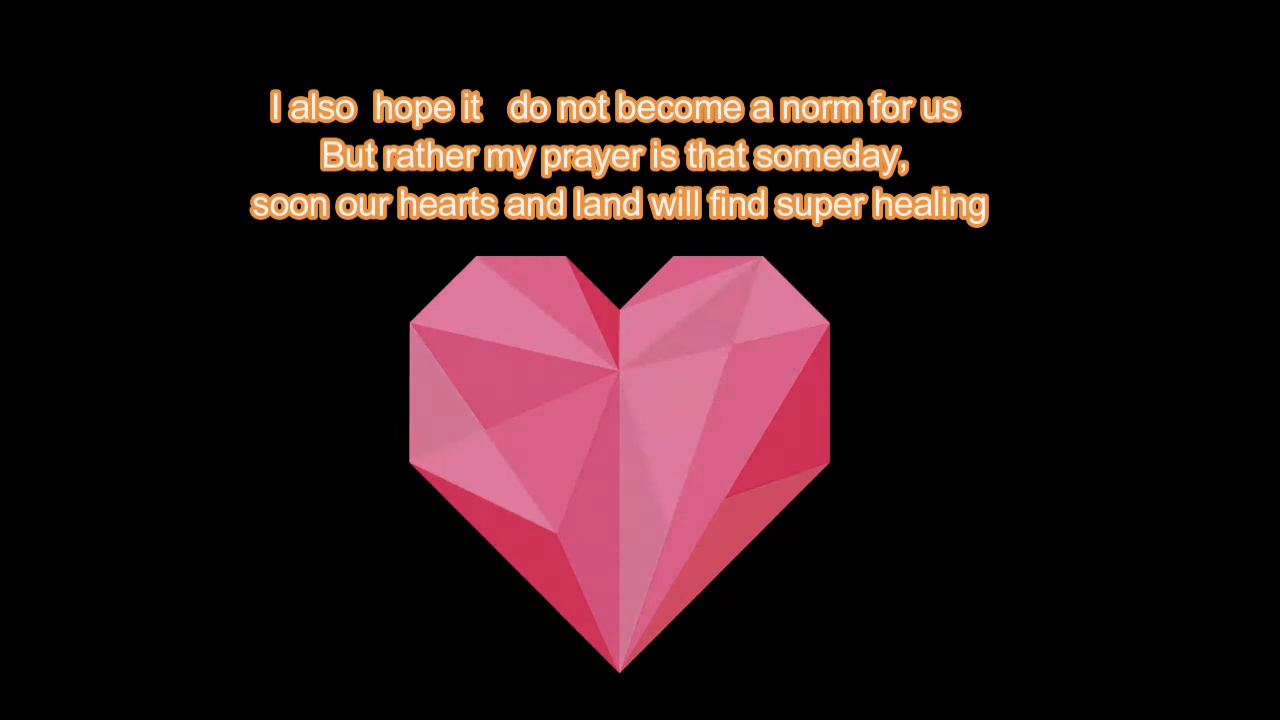 I also  hope it   do not become a norm for us
But rather my prayer is that someday,
soon our hearts and land will find super healing